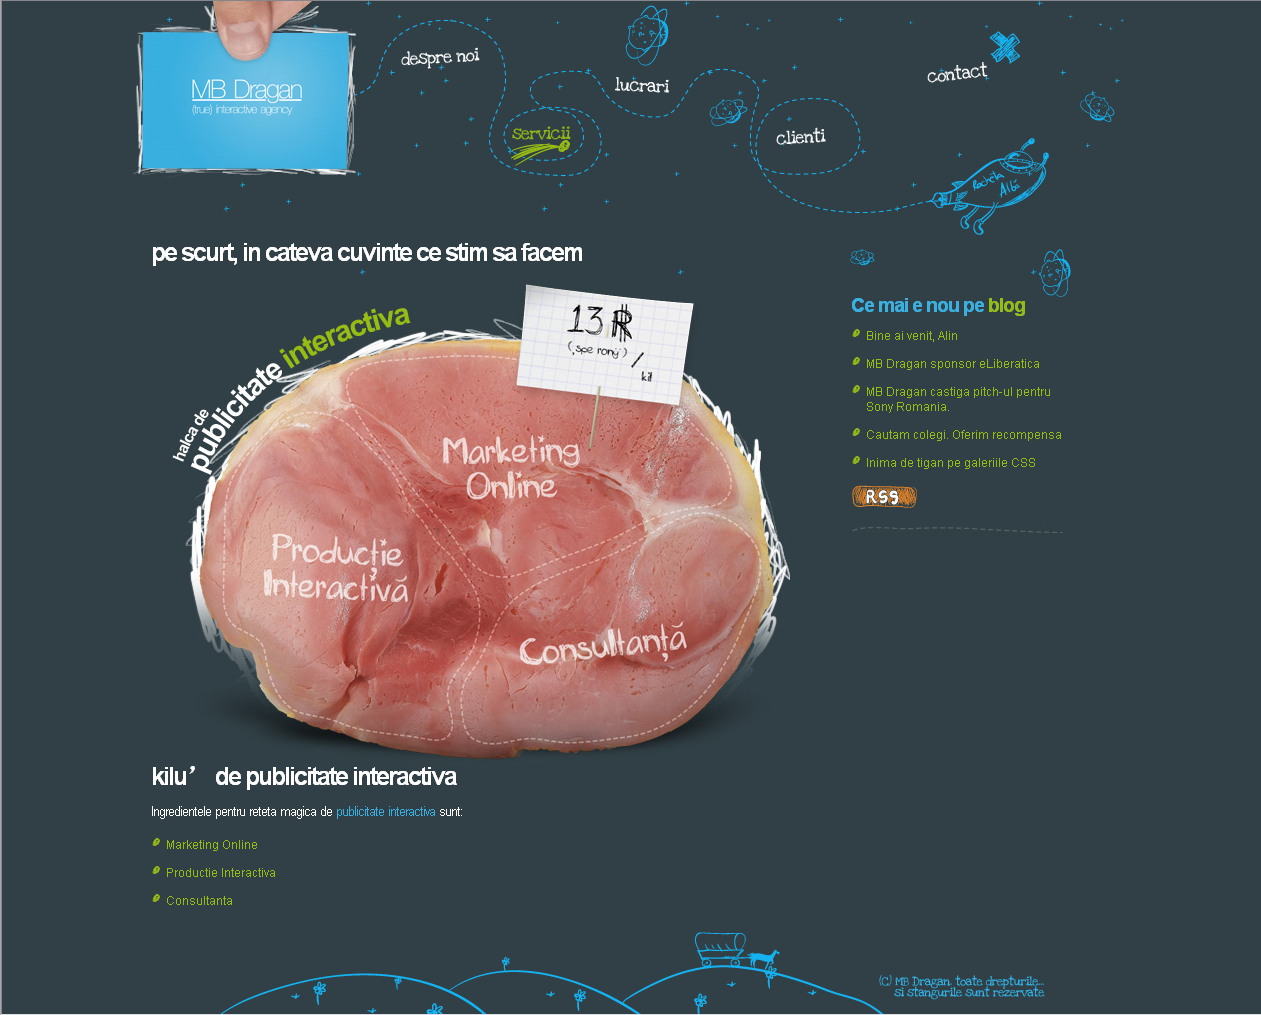 MB Dragan
(true) interactive agency
despre noi
servicii
lucrari
clienti
contact
Racheta
Albă
pe scurt, in cateva cuvinte ce stim sa facem
halca de
publicitate interactiva
13 R
/
kil
Marketing
Online
Producţie
Interactivă
Consultanţă
Ce mai e nou pe blog
Bine ai venit, Alin
MB Dragan sponsor eLiberatica
MB Dragan castiga pitch-ul pentru
Sony Romania.
Cautam colegi. Oferim recompensa
Inima de tigan pe galeriile CSS
RSS
kilu’ de publicitate interactiva
Ingredientele pentru reteta magica de publicitate interactiva sunt:
Marketing Online
Productie Interactiva
Consultanta
(C) MB Dragan. toate drepturile...
si stangurile sunt rezervate